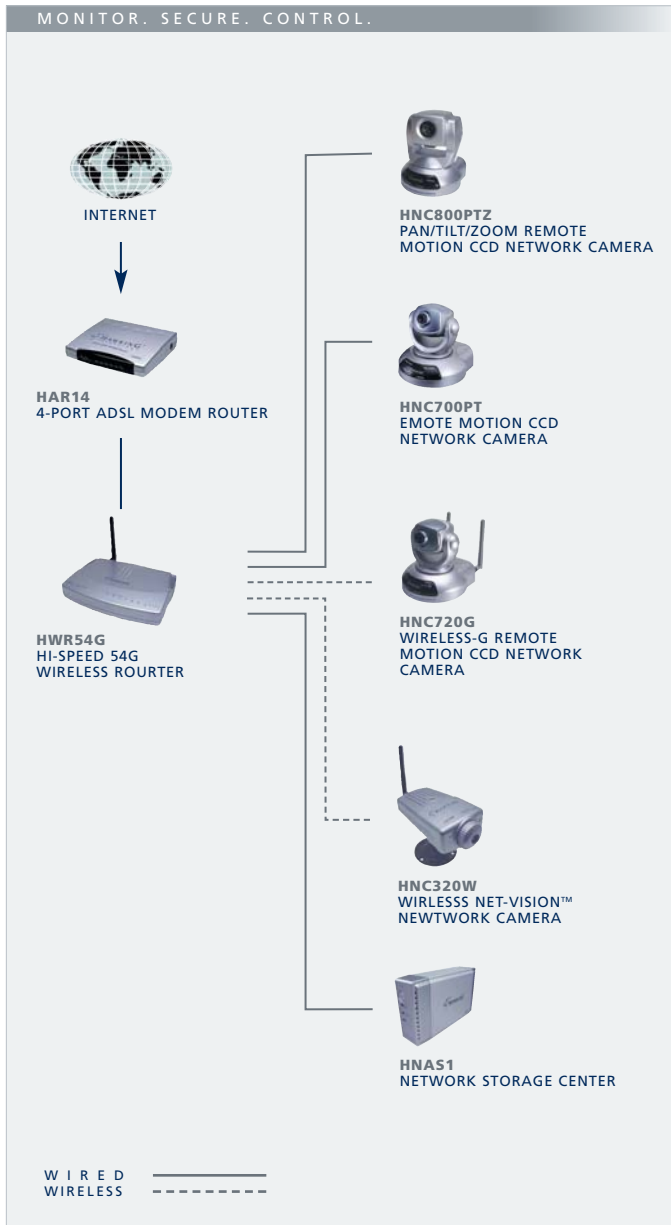 MONITOR. SECURE. CONTROL.
INTERNET
HAR14
4-PORT ADSL MODEM ROUTER
HWR54G
HI-SPEED 54G
WIRELESS ROURTER
HNC800PTZ
PAN/TILT/ZOOM REMOTE
MOTION CCD NETWORK CAMERA
HNC700PT
EMOTE MOTION CCD
NETWORK CAMERA
HNC720G
WIRELESS-G REMOTE
MOTION CCD NETWORK
CAMERA
HNC320W
WIRLESSS NET-VISION™
NEWTWORK CAMERA
HNAS1
NETWORK STORAGE CENTER
WIRED
WIRELESS